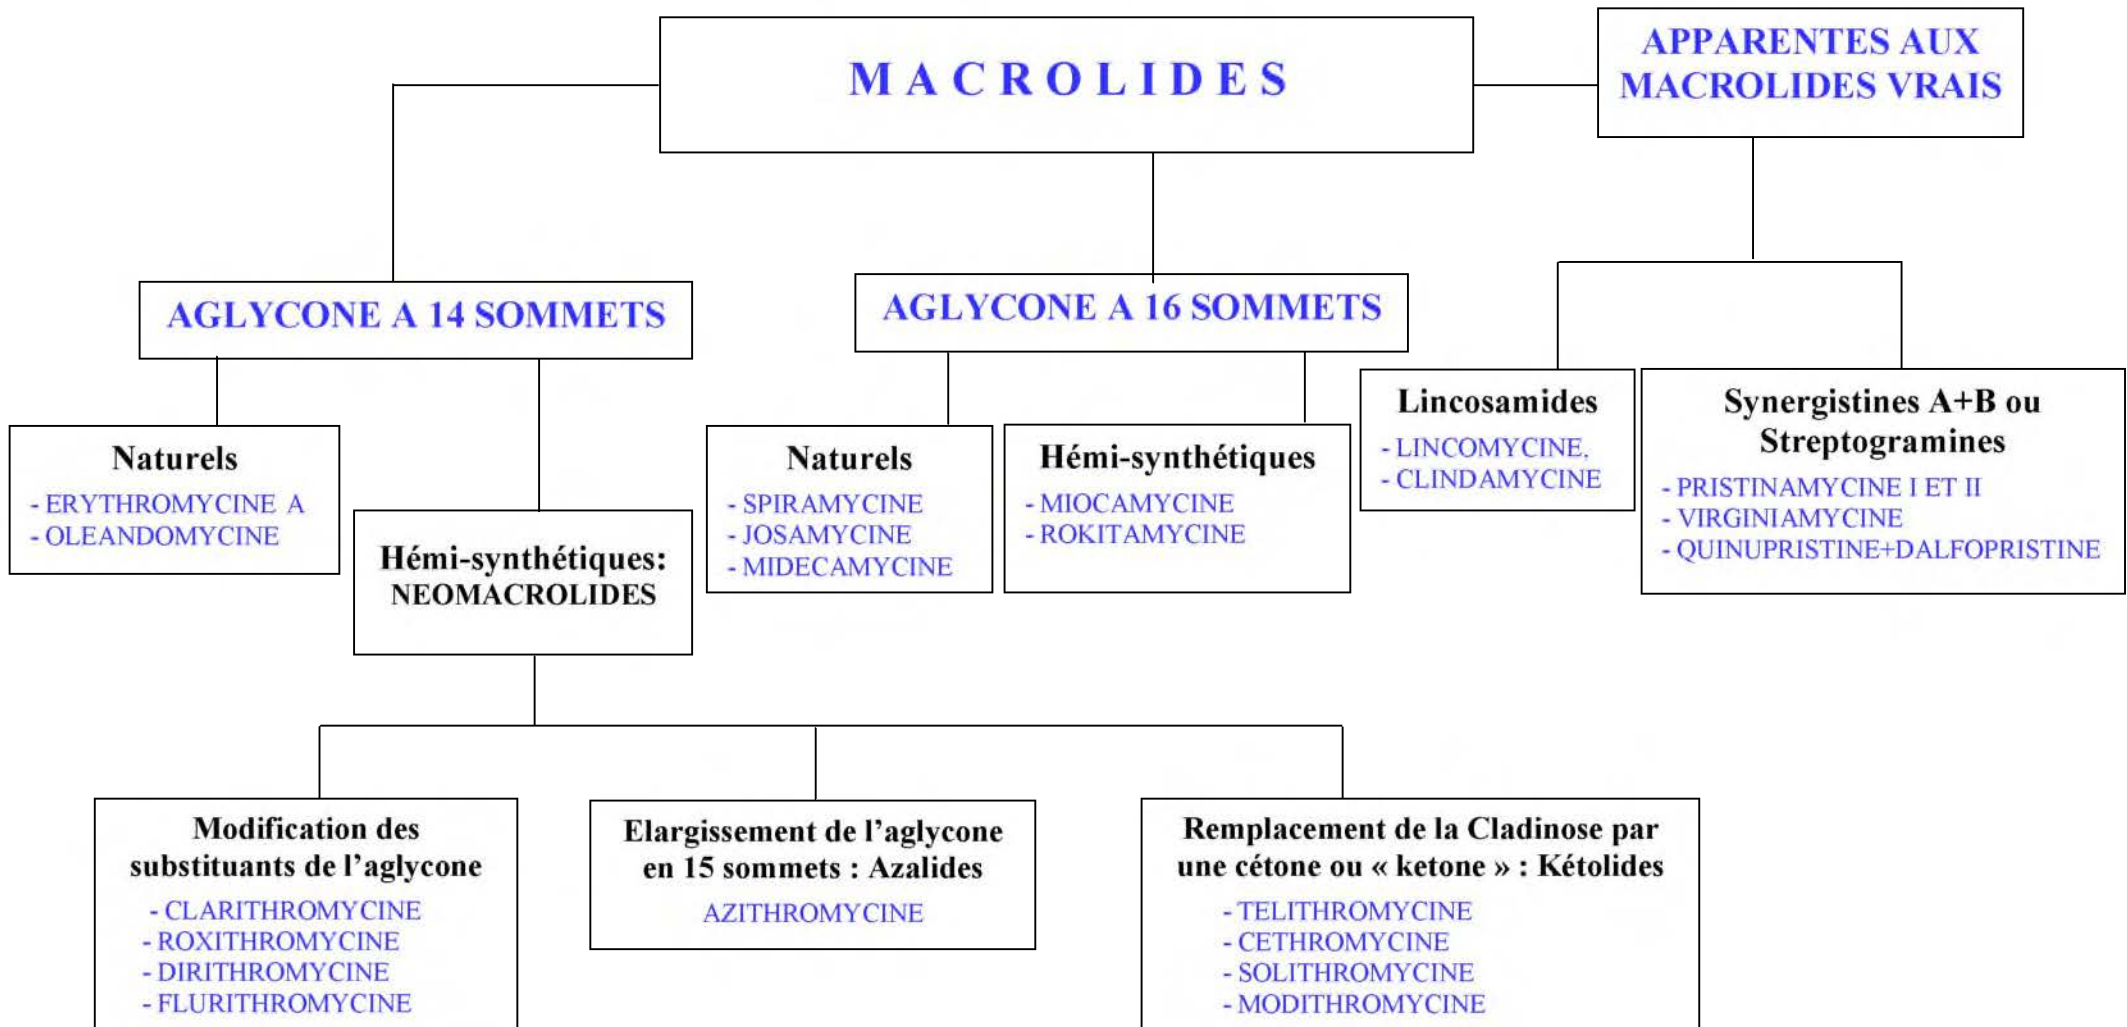 M A C R O L I D E S
APPARENTES AUX
MACROLIDES VRAIS
AGLYCONE A 14 SOMMETS
AGLYCONE A 16 SOMMETS
Naturels
- ERYTHROMYCINE A
- OLEANDOMYCINE
Hémi-synthétiques:
NEOMACROLIDES
Naturels
- SPIRAMYCINE
- JOSAMYCINE
- MIDECAMYCINE
Hémi-synthétiques
- MIOCAMYCINE
- ROKITAMYCINE
Lincosamides
- LINCOMYCINE,
- CLINDAMYCINE
Synergistines A+B ou
Streptogramines
- PRISTINAMYCINE I ET II
- VIRGINIAMYCINE
- QUINUPRISTINE+DALFOPRISTINE
Modification des
substituants de l’aglycone
- CLARITHROMYCINE
- ROXITHROMYCINE
- DIRITHROMYCINE
- FLURITHROMYCINE
Elargissement de l’aglycone
en 15 sommets : Azalides
AZITHROMYCINE
Remplacement de la Cladinose par
une cétone ou « ketone » : Kétolides
- TELITHROMYCINE
- CETHROMYCINE
- SOLITHROMYCINE
- MODITHROMYCINE